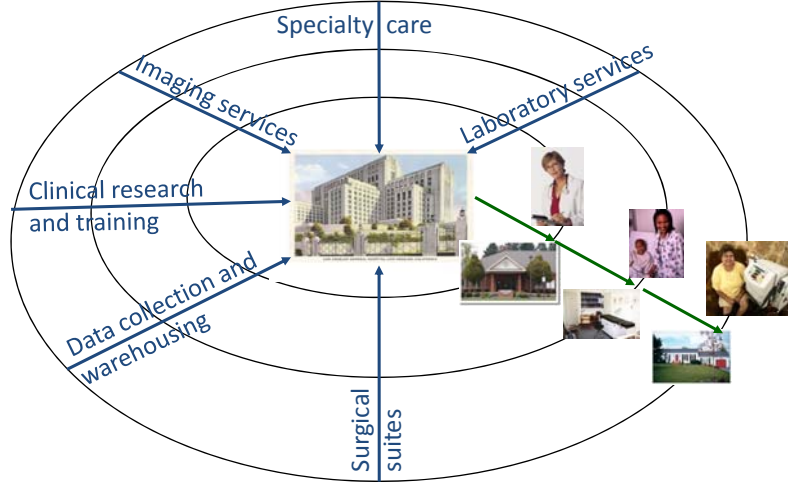 Specialty care
Imaging services
Laboratory services
Clinical research
and training
Data collection and
warehousing
Surgical
suites